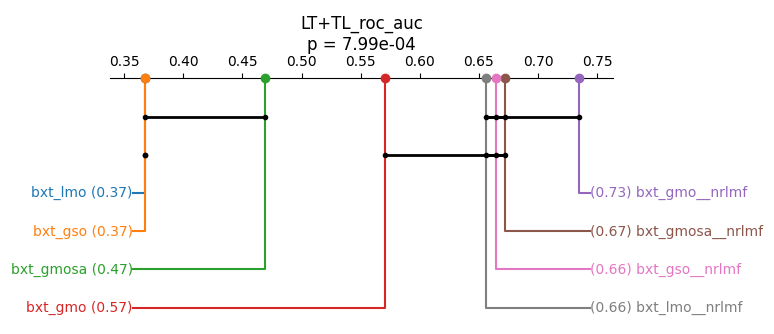 LT+TL_roc_auc
p = 7.99e-04
0.35 0.40 0.45 0.50 0.55 0.60 0.65 0.70 0.75
bxt_lmo (0.37) (0.73) bxt_gmo__nrlmf
bxt_gso (0.37) (0.67) bxt_gmosa__nrlmf
bxt_gmosa (0.47) (0.66) bxt_gso__nrlmf
bxt_gmo (0.57) (0.66) bxt_lmo__nrlmf